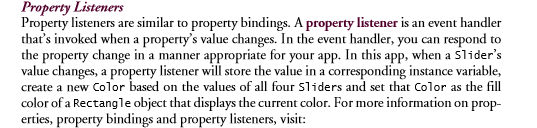 Property Listeners
Property listeners are similar to property bindings. A property listener is an event handler
that's invoked when a property's value changes. In the event handler, you can respond to
the property change in a manner appropriate for your app. In this app, when a Slider's
value changes, a property listener will store the value in a corresponding instance variable,
create a new Color based on the values of all four Sliders and set that Color as the fill
color of a Rectangle object that displays the current color. For more information on prop-
erties, property bindings and property listeners, visit: